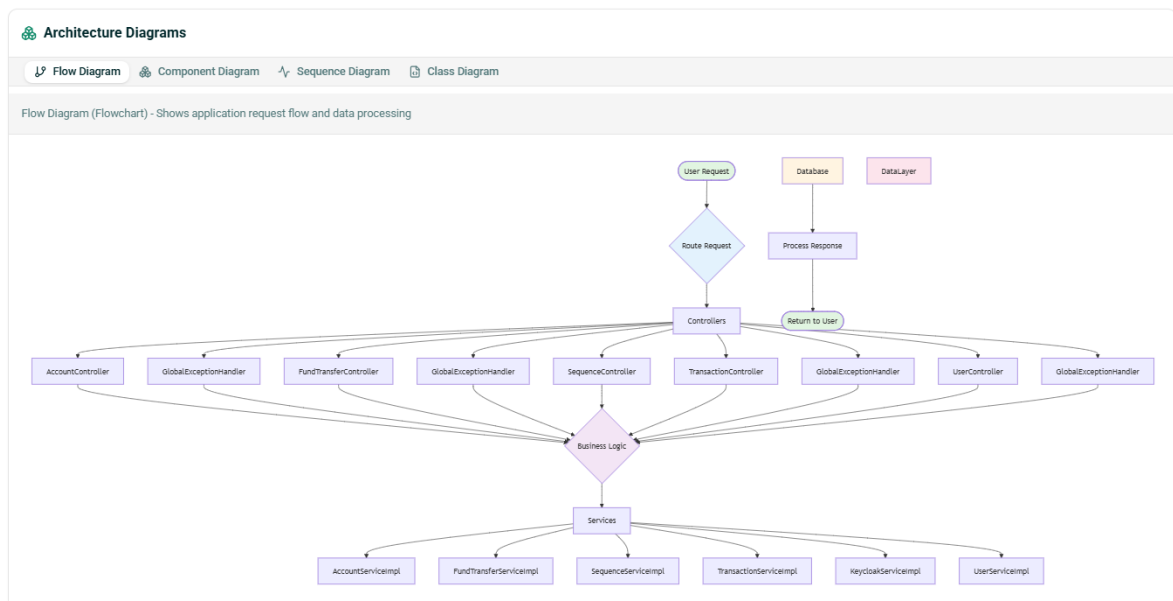 Architecture Diagrams
Flow Diagram
Component Diagram
Sequence Diagram
Class Diagram
Flow Diagram (Flowchart) - Shows application request flow and data processing
User Request
Database
DataLayer
Route Request
Process Response
Controllers
Return to User
AccountController
GlobalExceptionHandler
FundTransferController
GlobalExceptionHandler
SequenceController
TransactionController
GlobalExceptionHandler
UserController
GlobalExceptionHandler
Business Logic
Services
AccountServiceImpl
FundTransferServiceImpl
SequenceServiceImpl
TransactionServiceImpl
KeycloakServiceImpl
UserServiceImpl